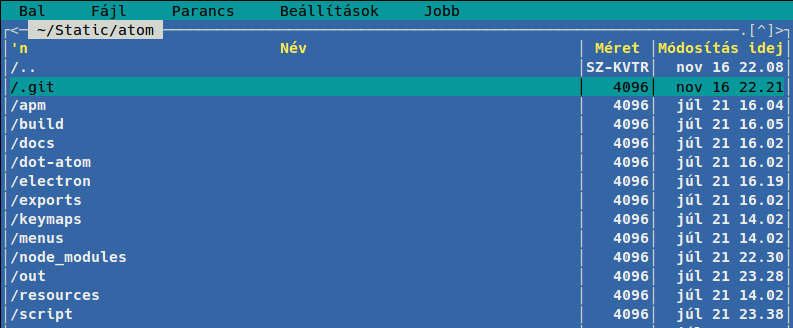 Bal Fájl Parancs Beállítások Jobb
<─ ~/Static/atom .[^]>
'n Név Méret Módosítás idej
/.. SZ-KVTR nov 16 22.08
/.git 4096 nov 16 22.21
/apm 4096 júl 21 16.04
/build 4096 júl 21 16.05
/docs 4096 júl 21 16.02
/dot-atom 4096 júl 21 16.02
/electron 4096 júl 21 16.19
/exports 4096 júl 21 16.02
/keymaps 4096 júl 21 14.02
/menus 4096 júl 21 14.02
/node_modules 4096 júl 21 22.30
/out 4096 júl 21 23.28
/resources 4096 júl 21 14.02
/script 4096 júl 21 23.38